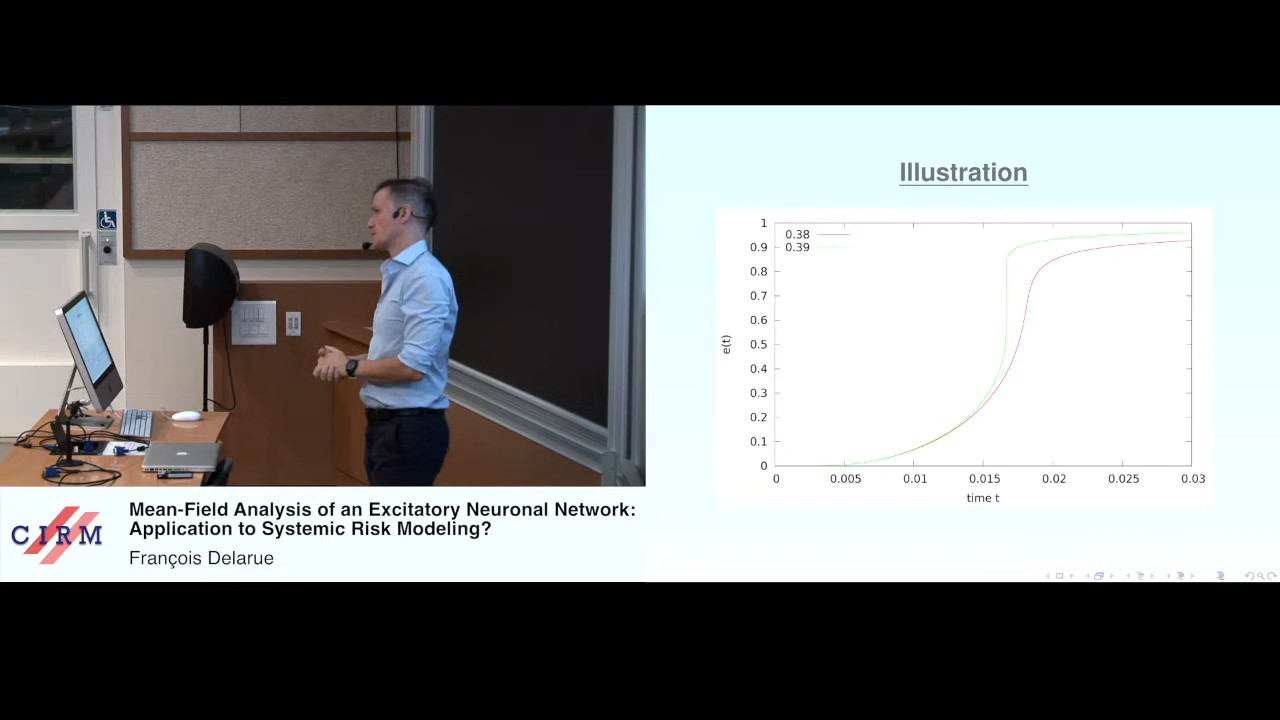 Illustration
1
0.9
0.8
0.7
0.6
0.5
0.4
0.3
0.2
0.1
0
0.38
0.39
e(t)
0
0.005
0.01
0.015
0.02
0.025
0.03
time t
CIRM
Mean-Field Analysis of an Excitatory Neuronal Network:
Application to Systemic Risk Modeling?
François Delarue